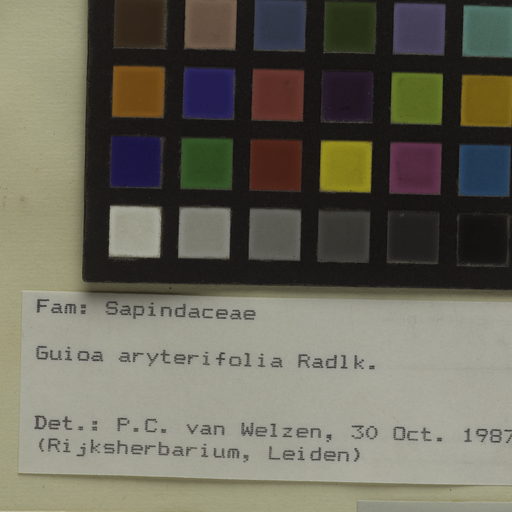 Fam: Sapindaceae
Guioa aryterifolia Radlk.
Det.: P.C. van Welzen, 30 Oct. 1987
(Rijksherbarium, Leiden)